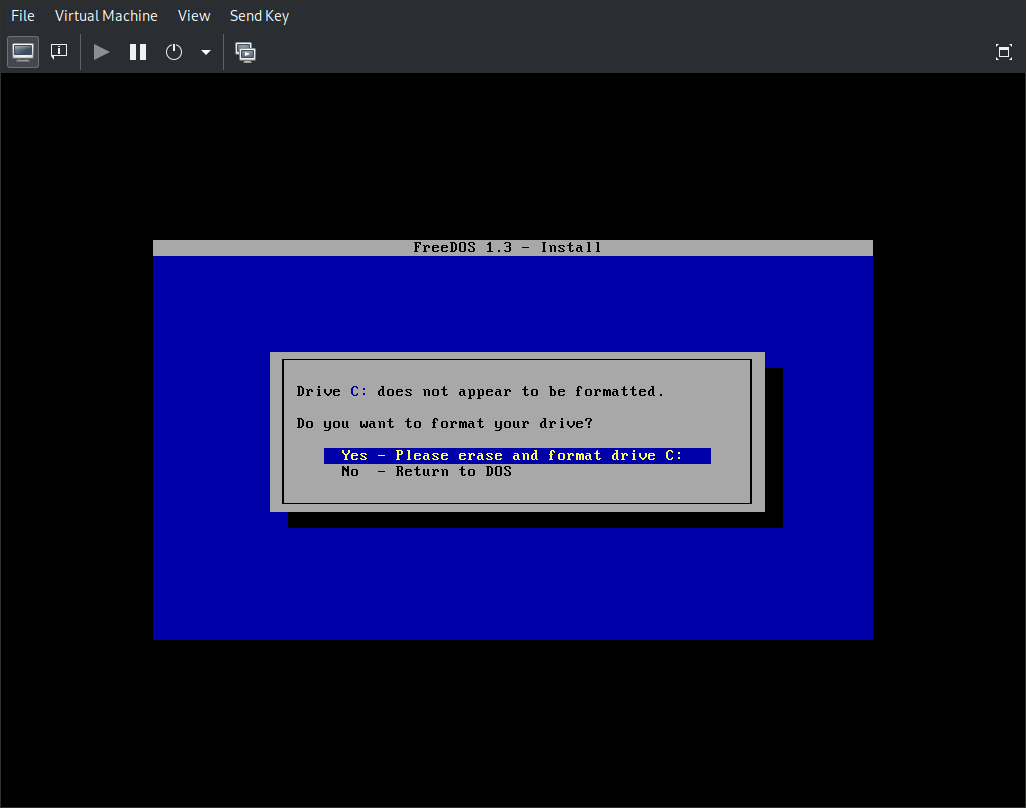 File Virtual Machine View Send Key
FreeDOS 1.3 - Install
Drive C: does not appear to be formatted.
Do you want to format your drive?
Yes - Please erase and format drive C:
No - Return to DOS